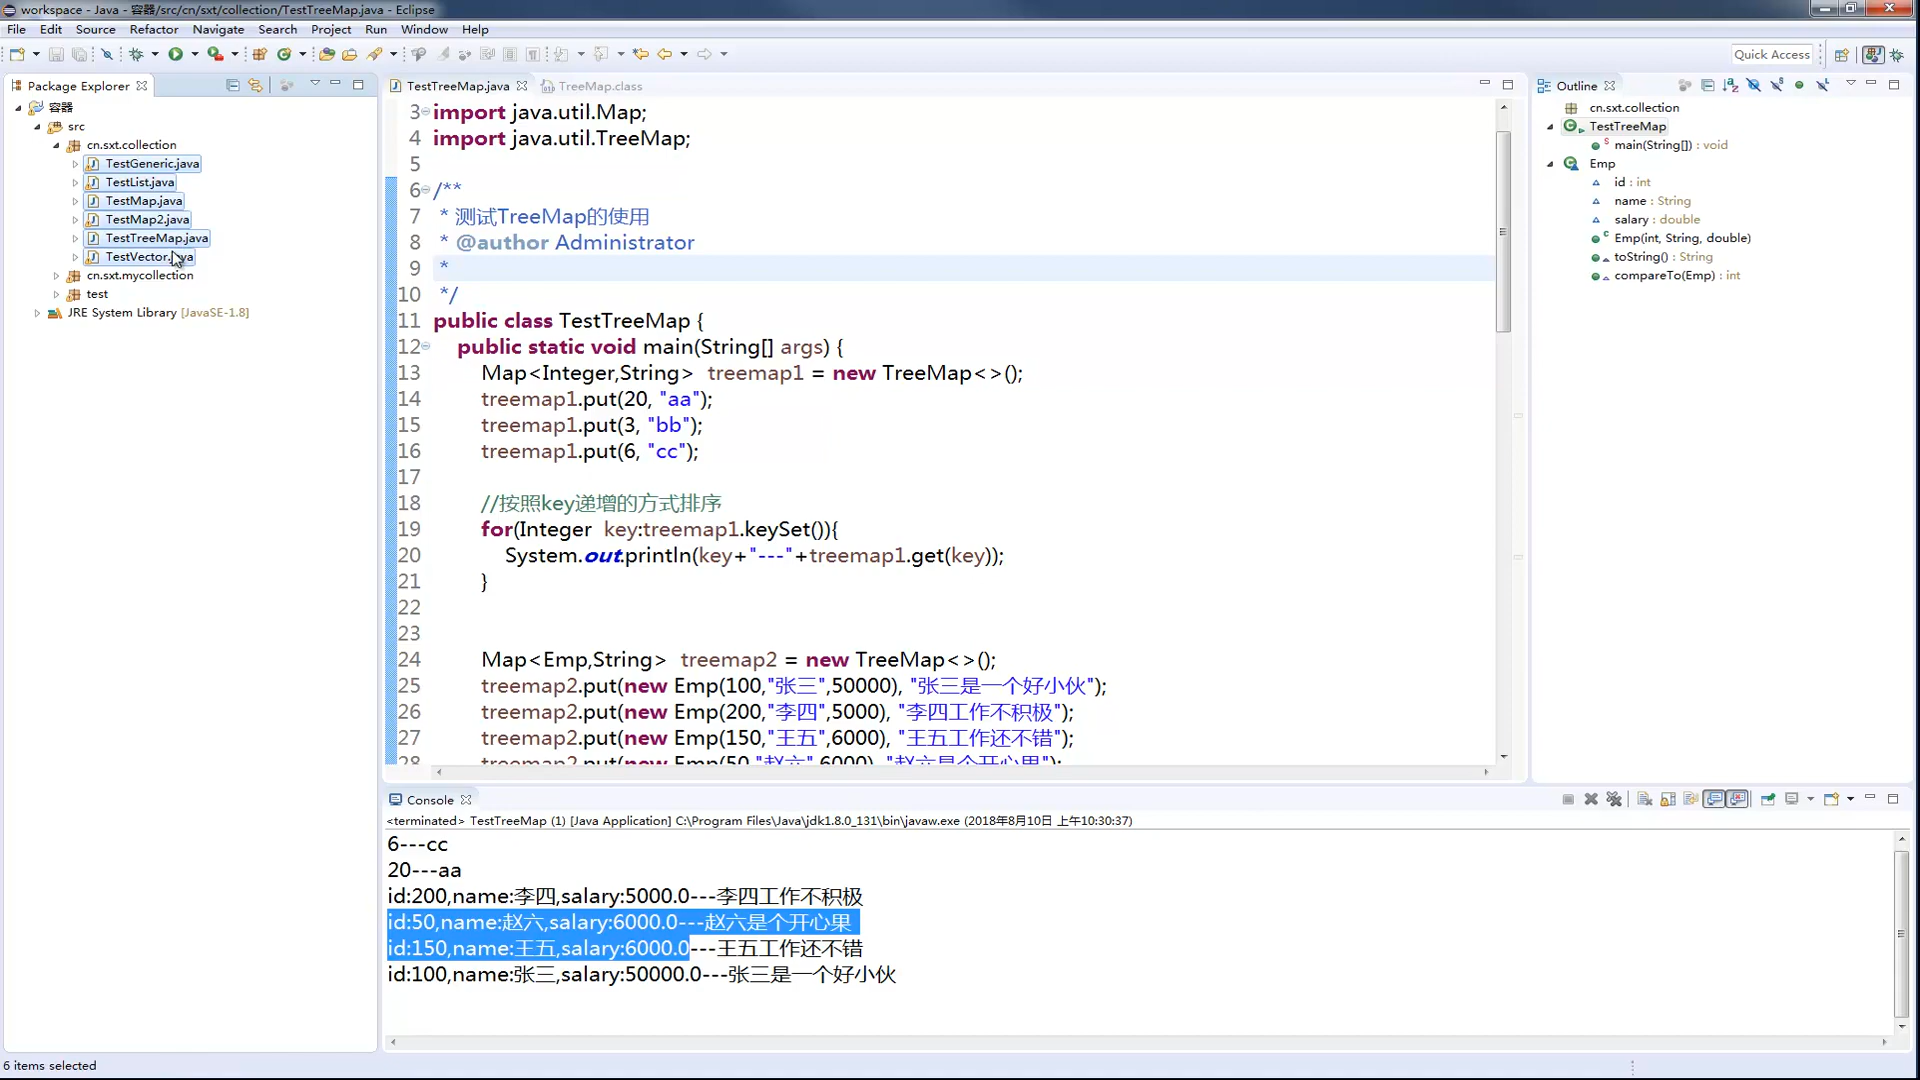 workspace - Java - 容器/src/cn/sxt/collection/TestTreeMap.java - Eclipse
File Edit Source Refactor Navigate Search Project Run Window Help
Quick Access
Package Explorer
容器
src
cn.sxt.collection
TestGeneric.java
TestList.java
TestMap.java
TestMap2.java
TestTreeMap.java
TestVector.java
cn.sxt.mycollection
test
JRE System Library [JavaSE-1.8]
TestTreeMap.java TreeMap.class
3 import java.util.Map;
4 import java.util.TreeMap;
5
6 /**
7 * 测试TreeMap的使用
8 * @author Administrator
9 *
10 */
11 public class TestTreeMap {
12 public static void main(String[] args) {
13 Map<Integer,String> treemap1 = new TreeMap<>();
14 treemap1.put(20, "aa");
15 treemap1.put(3, "bb");
16 treemap1.put(6, "cc");
17
18 //按照key递增的方式排序
19 for(Integer key:treemap1.keySet()){
20 System.out.println(key+"---"+treemap1.get(key));
21 }
22
23
24 Map<Emp,String> treemap2 = new TreeMap<>();
25 treemap2.put(new Emp(100,"张三",50000), "张三是一个好小伙");
26 treemap2.put(new Emp(200,"李四",5000), "李四工作不积极");
27 treemap2.put(new Emp(150,"王五",6000), "王五工作还不错");
28 treemap2.put(new Emp(50,"赵六",6000), "赵六是个开心果");
Outline
cn.sxt.collection
TestTreeMap
main(String[]) : void
Emp
id : int
name : String
salary : double
Emp(int, String, double)
toString() : String
compareTo(Emp) : int
Console
<terminated> TestTreeMap (1) [Java Application] C:\Program Files\Java\jdk1.8.0_131\bin\javaw.exe (2018年8月10日 上午10:30:37)
6---cc
20---aa
id:200,name:李四,salary:5000.0---李四工作不积极
id:50,name:赵六,salary:6000.0---赵六是个开心果
id:150,name:王五,salary:6000.0---王五工作还不错
id:100,name:张三,salary:50000.0---张三是一个好小伙
6 items selected